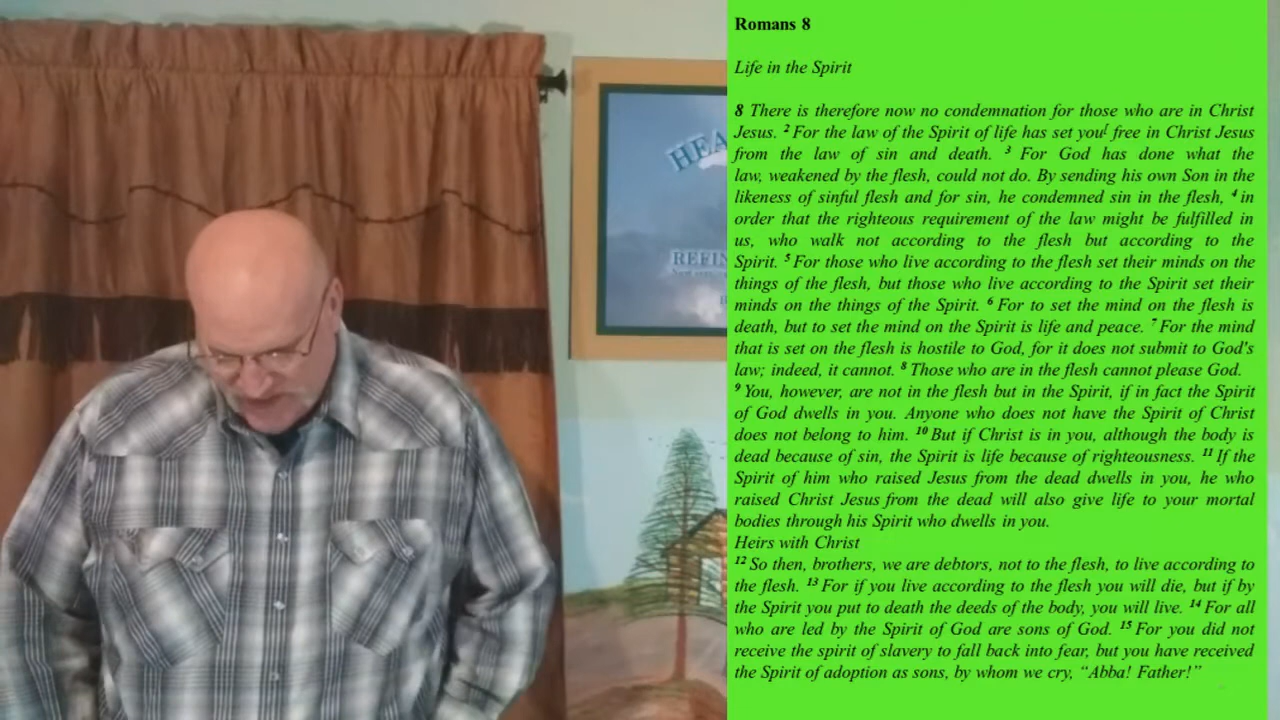 HEA
REFIN
Romans 8
Life in the Spirit
8 There is therefore now no condemnation for those who are in Christ
Jesus. 2 For the law of the Spirit of life has set you[ free in Christ Jesus
from the law of sin and death. 3 For God has done what the
law, weakened by the flesh, could not do. By sending his own Son in the
likeness of sinful flesh and for sin, he condemned sin in the flesh, 4 in
order that the righteous requirement of the law might be fulfilled in
us, who walk not according to the flesh but according to the
Spirit. 5 For those who live according to the flesh set their minds on the
things of the flesh, but those who live according to the Spirit set their
minds on the things of the Spirit. 6 For to set the mind on the flesh is
death, but to set the mind on the Spirit is life and peace. 7 For the mind
that is set on the flesh is hostile to God, for it does not submit to God's
law; indeed, it cannot. 8 Those who are in the flesh cannot please God.
9 You, however, are not in the flesh but in the Spirit, if in fact the Spirit
of God dwells in you. Anyone who does not have the Spirit of Christ
does not belong to him. 10 But if Christ is in you, although the body is
dead because of sin, the Spirit is life because of righteousness. 11 If the
Spirit of him who raised Jesus from the dead dwells in you, he who
raised Christ Jesus from the dead will also give life to your mortal
bodies through his Spirit who dwells in you.
Heirs with Christ
12 So then, brothers, we are debtors, not to the flesh, to live according to
the flesh. 13 For if you live according to the flesh you will die, but if by
the Spirit you put to death the deeds of the body, you will live. 14 For all
who are led by the Spirit of God are sons of God. 15 For you did not
receive the spirit of slavery to fall back into fear, but you have received
the Spirit of adoption as sons, by whom we cry, “Abba! Father!”